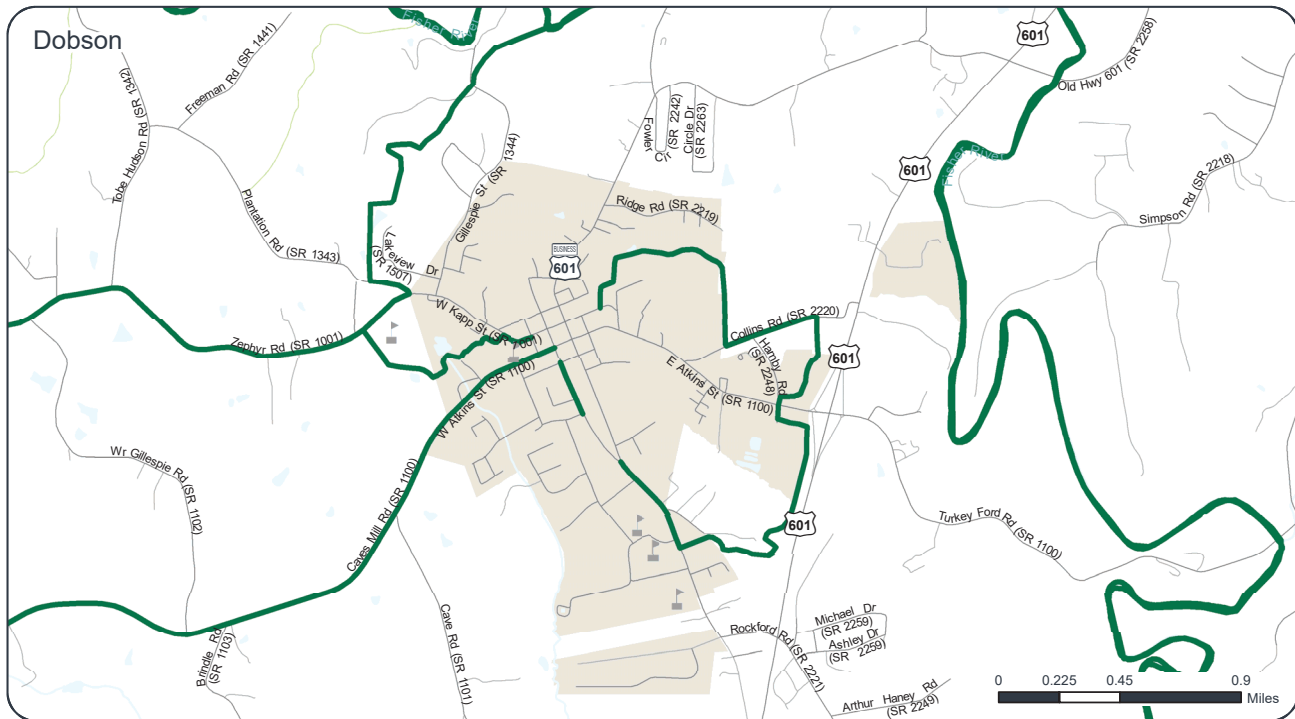 Dobson
Fisher River
601
Freeman Rd (SR 1441)
Tobe Hudson Rd (SR 1342)
Old Hwy 601 (SR 2258)
Fowler
Cir
(SR 2242)
Circle Dr
(SR 2263)
Gillespie St (SR 1344)
601
Fisher River
Simpson Rd (SR 2218)
Plantation Rd (SR 1343)
Ridge Rd (SR 2219)
Lakeview Dr
(SR 1507)
BUSINESS
601
W Kapp St (SR 1001)
Collins Rd (SR 2220)
Zephyr Rd (SR 1001)
Hamby Rd
(SR 2248)
601
E Atkins St (SR 1100)
W Atkins St (SR 1100)
Wr Gillespie Rd (SR 1102)
Caves Mill Rd (SR 1100)
601
Turkey Ford Rd (SR 1100)
Cave Rd (SR 1101)
Brindle Rd
(SR 1103)
Rockford Rd (SR 2221)
Michael Dr
(SR 2259)
Ashley Dr
(SR 2259)
Arthur Haney Rd
(SR 2249)
0 0.225 0.45 0.9
Miles